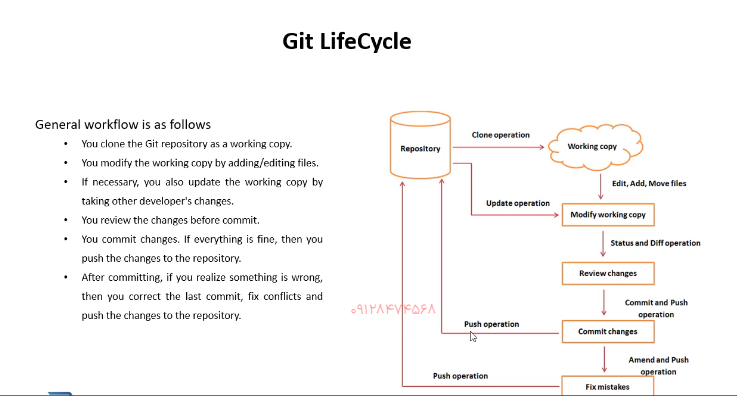 Git LifeCycle
General workflow is as follows
• You clone the Git repository as a working copy.
• You modify the working copy by adding/editing files.
• If necessary, you also update the working copy by
taking other developer's changes.
• You review the changes before commit.
• You commit changes. If everything is fine, then you
push the changes to the repository.
• After committing, if you realize something is wrong,
then you correct the last commit, fix conflicts and
push the changes to the repository.
Repository
Clone operation
Working copy
Edit, Add, Move files
Update operation
Modify working copy
Status and Diff operation
Review changes
Commit and Push
operation
۰۹۱۲۸۴۷۴۵۶۸
Push operation
Commit changes
Amend and Push
operation
Push operation
Fix mistakes